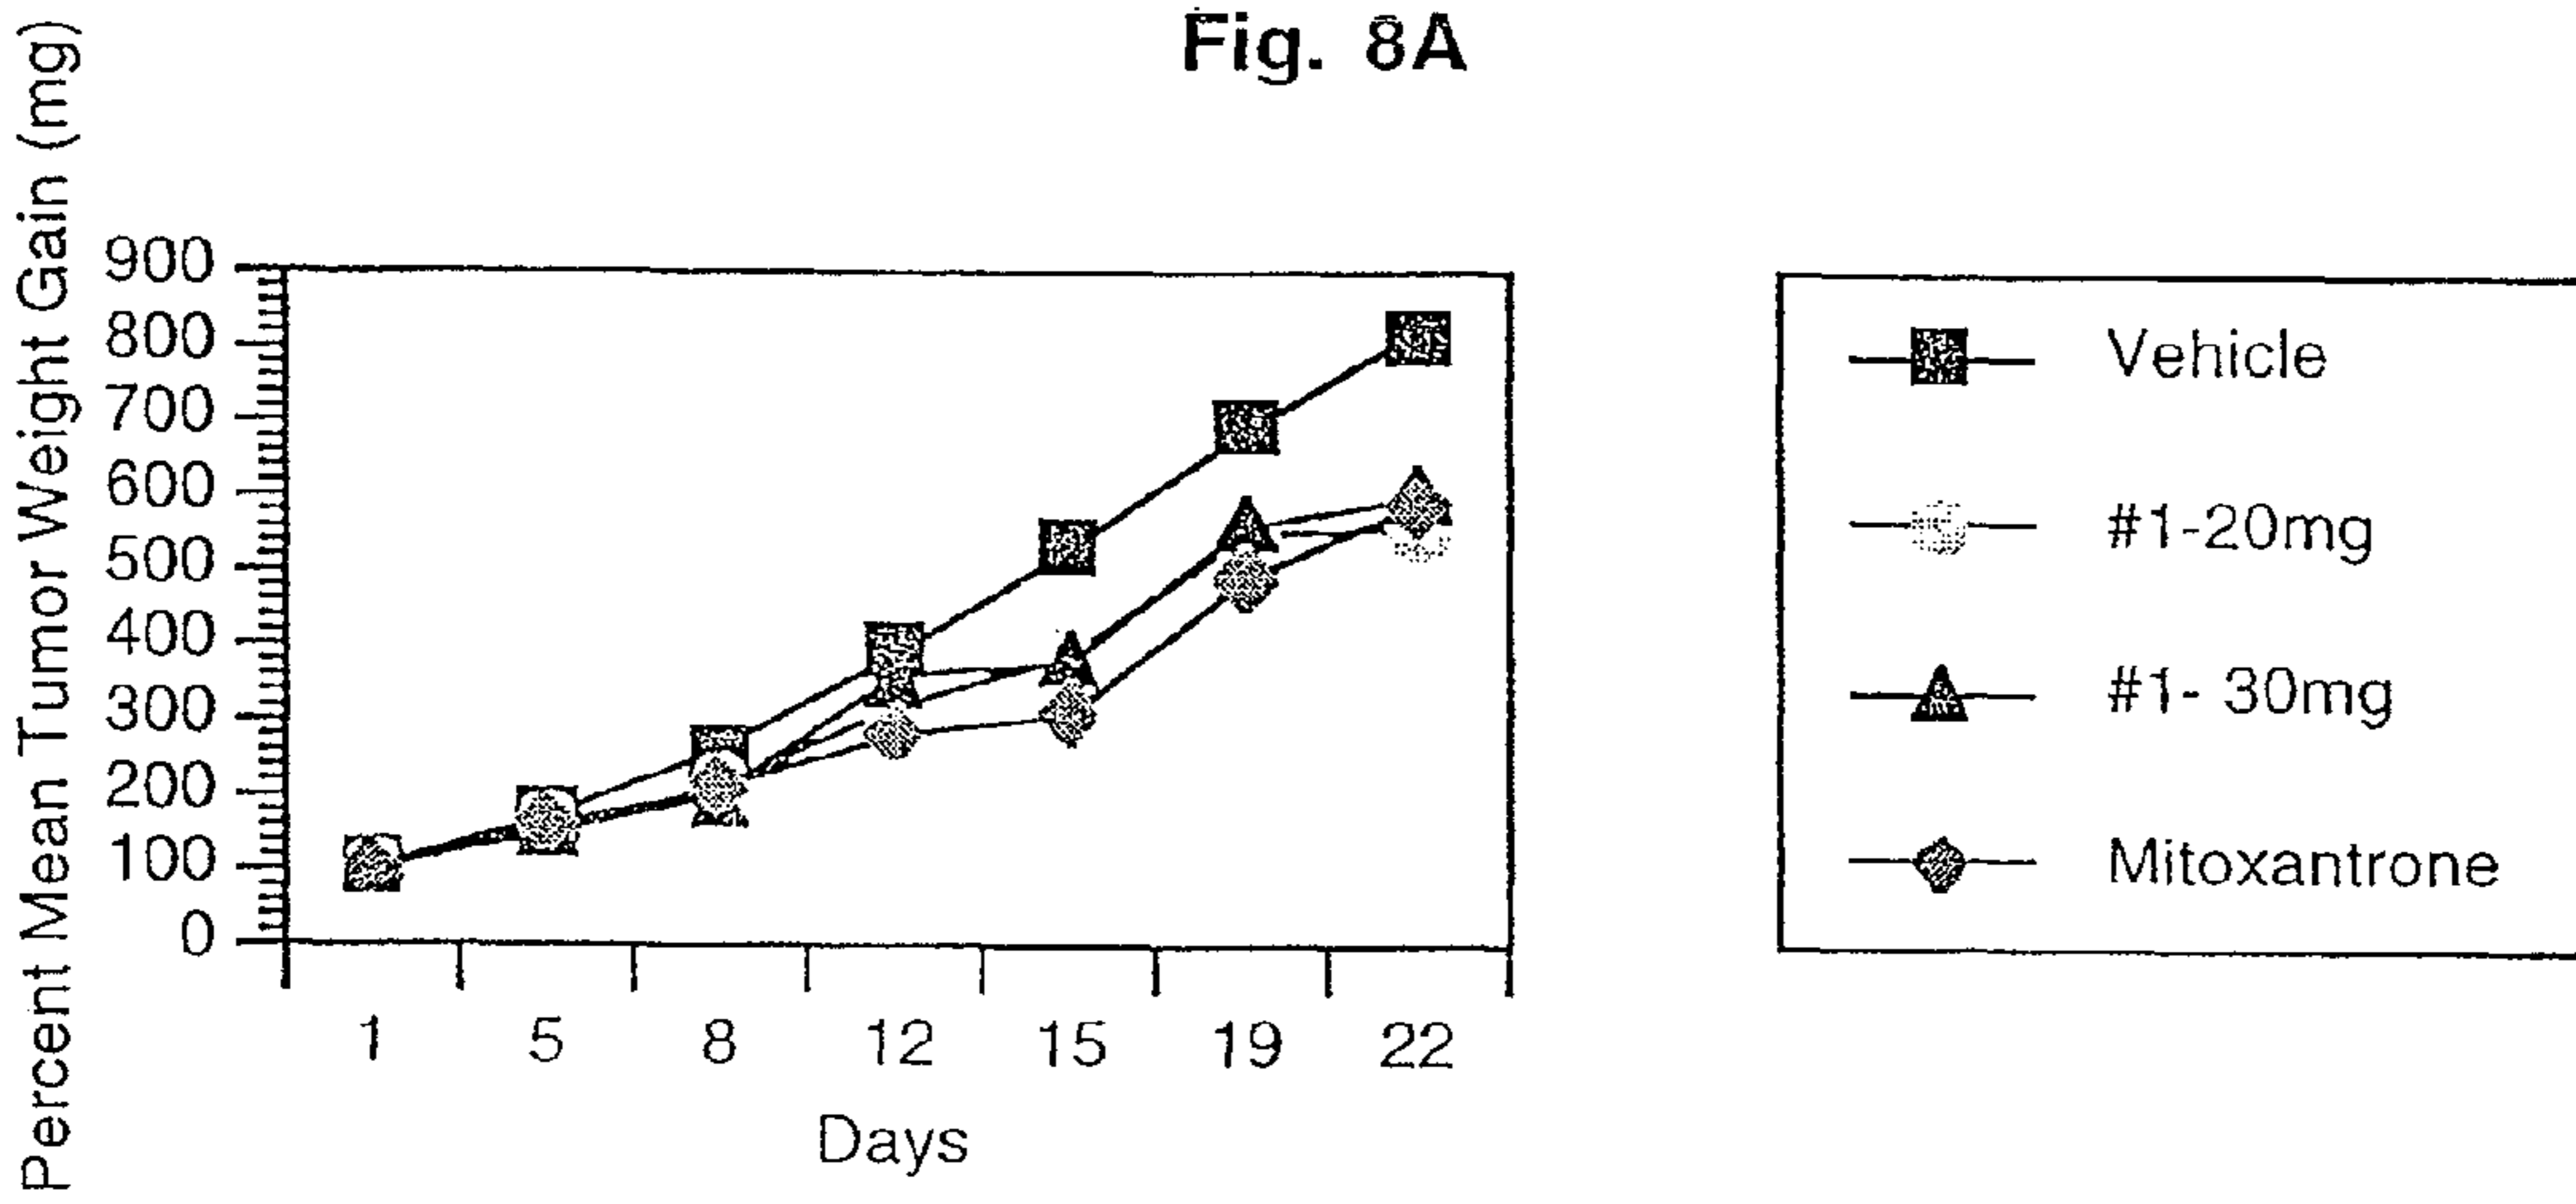 Fig. 8A
Percent Mean Tumor Weight Gain (mg)
900
800
700
600
500
400
300
200
100
0
1 5 8 12 15 19 22
Days
Vehicle
#1-20mg
#1- 30mg
Mitoxantrone